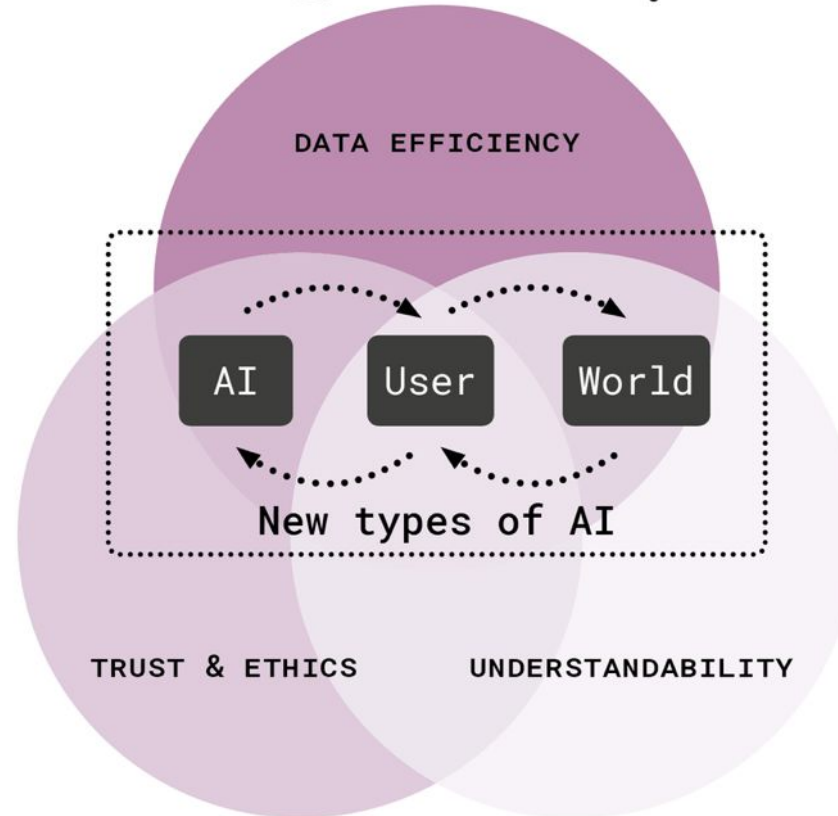 DATA EFFICIENCY
AI User World
New types of AI
TRUST & ETHICS UNDERSTANDABILITY